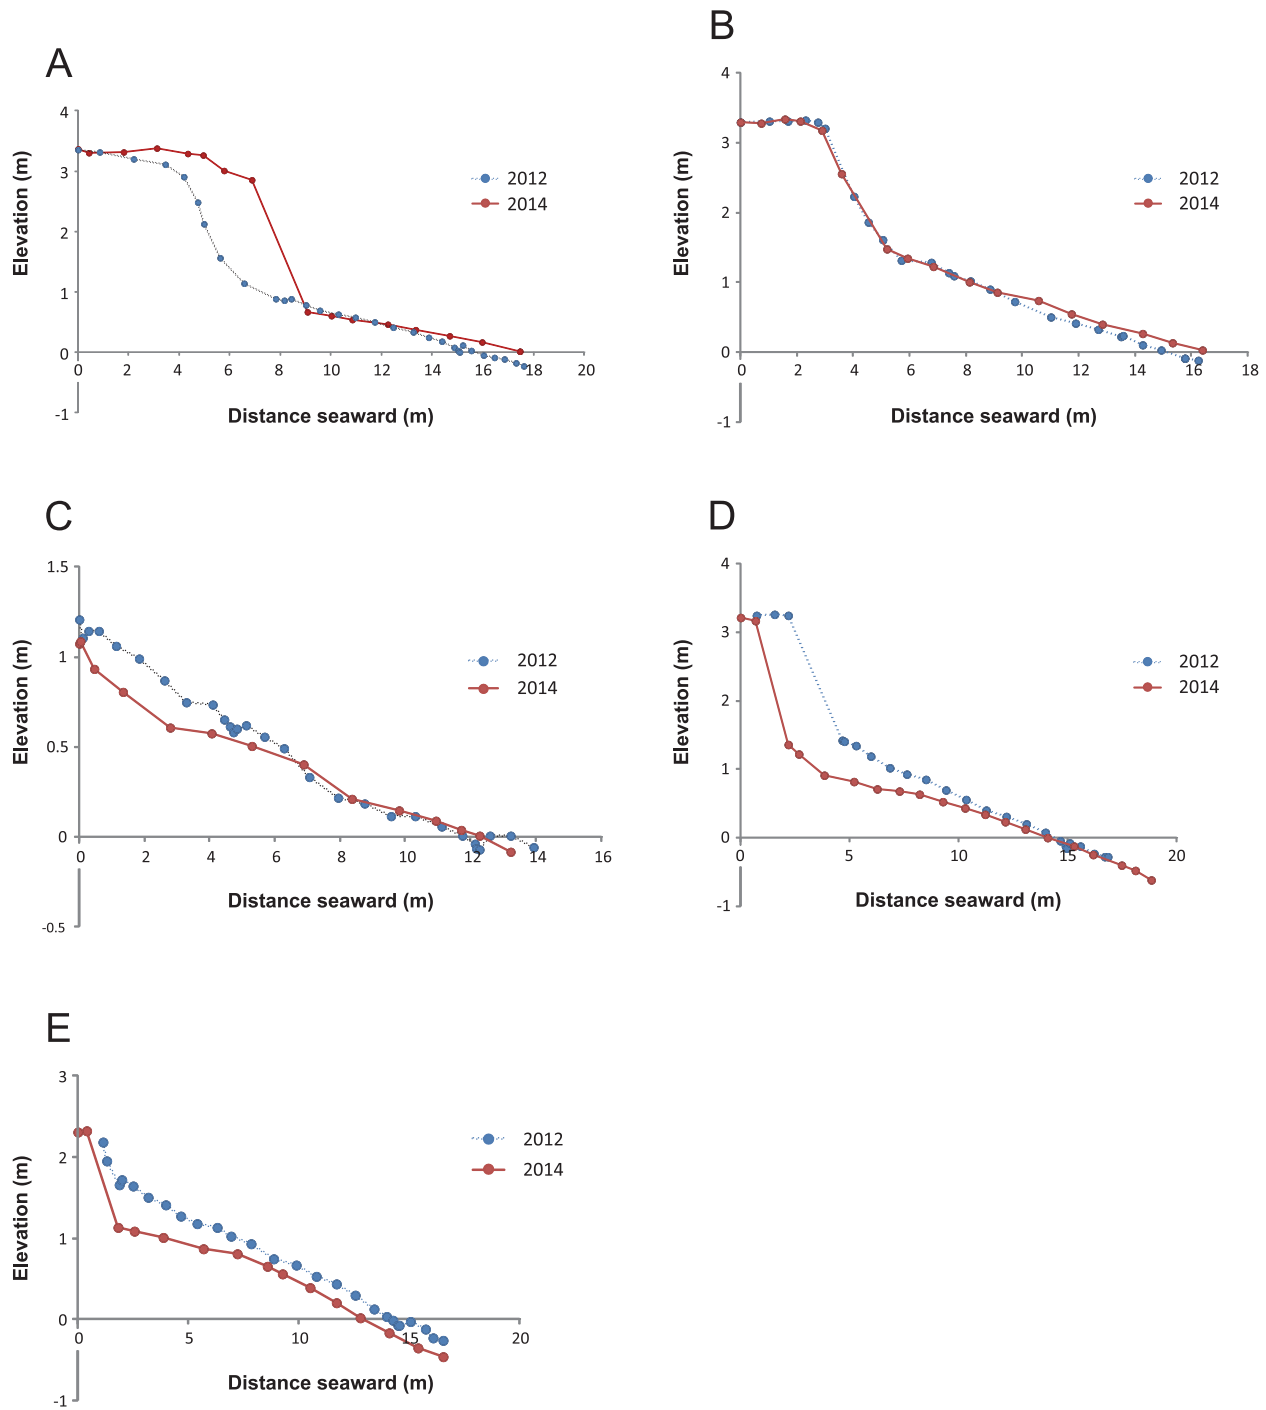 A
4
3
2
1
0
-1
0 2 4 6 8 10 12 14 16 18 20
Elevation (m)
Distance seaward (m)
2012
2014
B
4
3
2
1
0
-1
0 2 4 6 8 10 12 14 16 18
Elevation (m)
Distance seaward (m)
2012
2014
C
1.5
1
0.5
0
-0.5
0 2 4 6 8 10 12 14 16
Elevation (m)
Distance seaward (m)
2012
2014
D
4
3
2
1
0
-1
0 5 10 15 20
Elevation (m)
Distance seaward (m)
2012
2014
E
3
2
1
0
-1
0 5 10 15 20
Elevation (m)
Distance seaward (m)
2012
2014